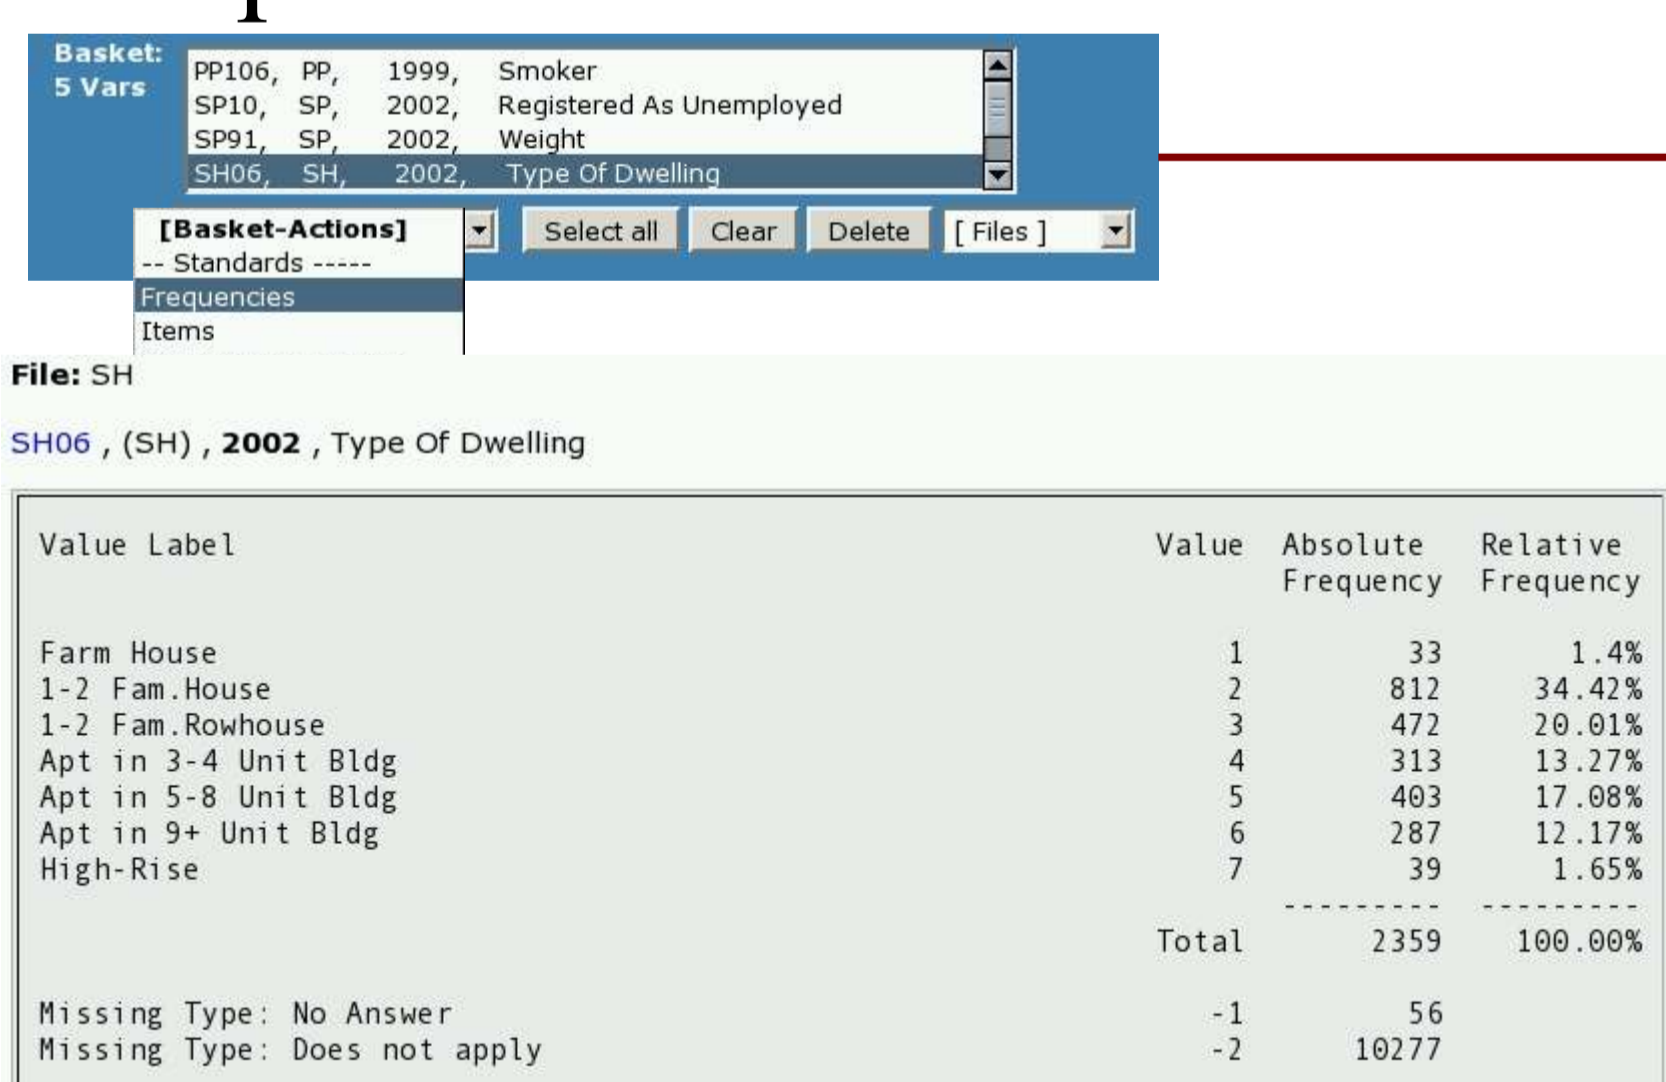 Basket:
5 Vars
PP106, PP, 1999, Smoker
SP10, SP, 2002, Registered As Unemployed
SP91, SP, 2002, Weight
SH06, SH, 2002, Type Of Dwelling
[Basket-Actions] Select all Clear Delete [ Files ]
-- Standards -----
Frequencies
Items
File: SH
SH06 , (SH) , 2002 , Type Of Dwelling
Value Label Value Absolute Relative
Frequency Frequency
Farm House 1 33 1.4%
1-2 Fam.House 2 812 34.42%
1-2 Fam.Rowhouse 3 472 20.01%
Apt in 3-4 Unit Bldg 4 313 13.27%
Apt in 5-8 Unit Bldg 5 403 17.08%
Apt in 9+ Unit Bldg 6 287 12.17%
High-Rise 7 39 1.65%
--------- ---------
Total 2359 100.00%
Missing Type: No Answer -1 56
Missing Type: Does not apply -2 10277